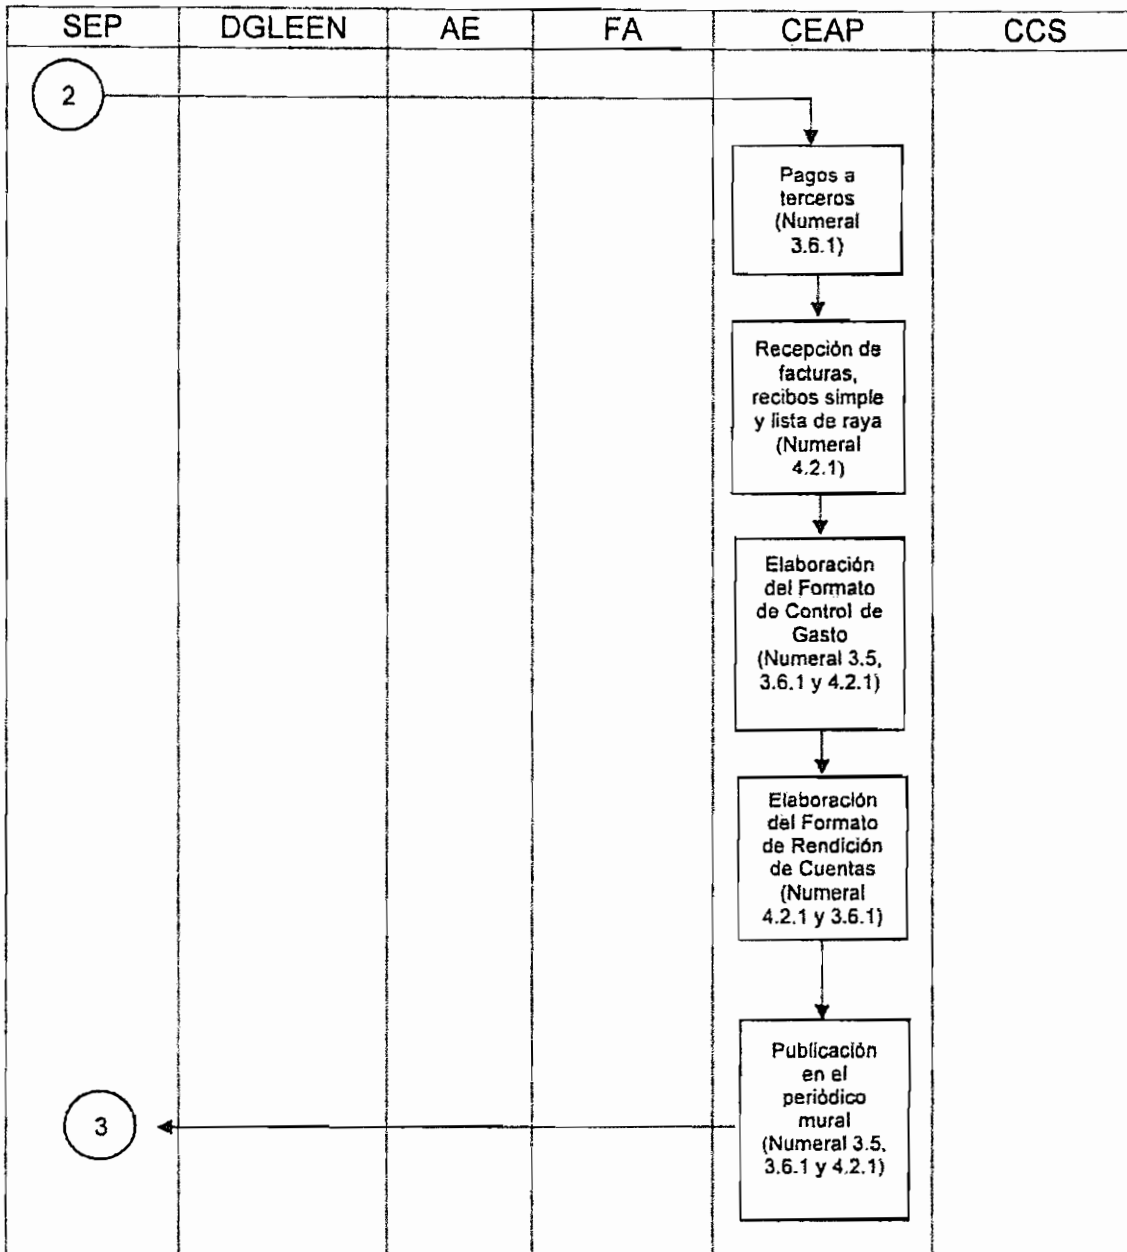 SEP DGLEEN AE FA CEAP CCS
2
Pagos a
terceros
(Numeral
3.6.1)
Recepción de
facturas,
recibos simple
y lista de raya
(Numeral
4.2.1)
Elaboración
del Formato
de Control de
Gasto
(Numeral 3.5,
3.6.1 y 4.2.1)
Elaboración
del Formato
de Rendición
de Cuentas
(Numeral
4.2.1 y 3.6.1)
Publicación
en el
periódico
mural
(Numeral 3.5,
3.6.1 y 4.2.1)
3